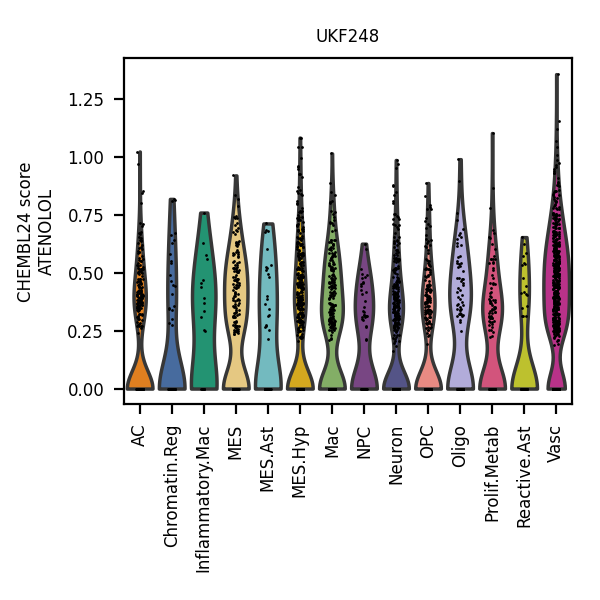 UKF248
CHEMBL24 score
ATENOLOL
1.25
1.00
0.75
0.50
0.25
0.00
AC
Chromatin.Reg
Inflammatory.Mac
MES
MES.Ast
MES.Hyp
Mac
NPC
Neuron
OPC
Oligo
Prolif.Metab
Reactive.Ast
Vasc